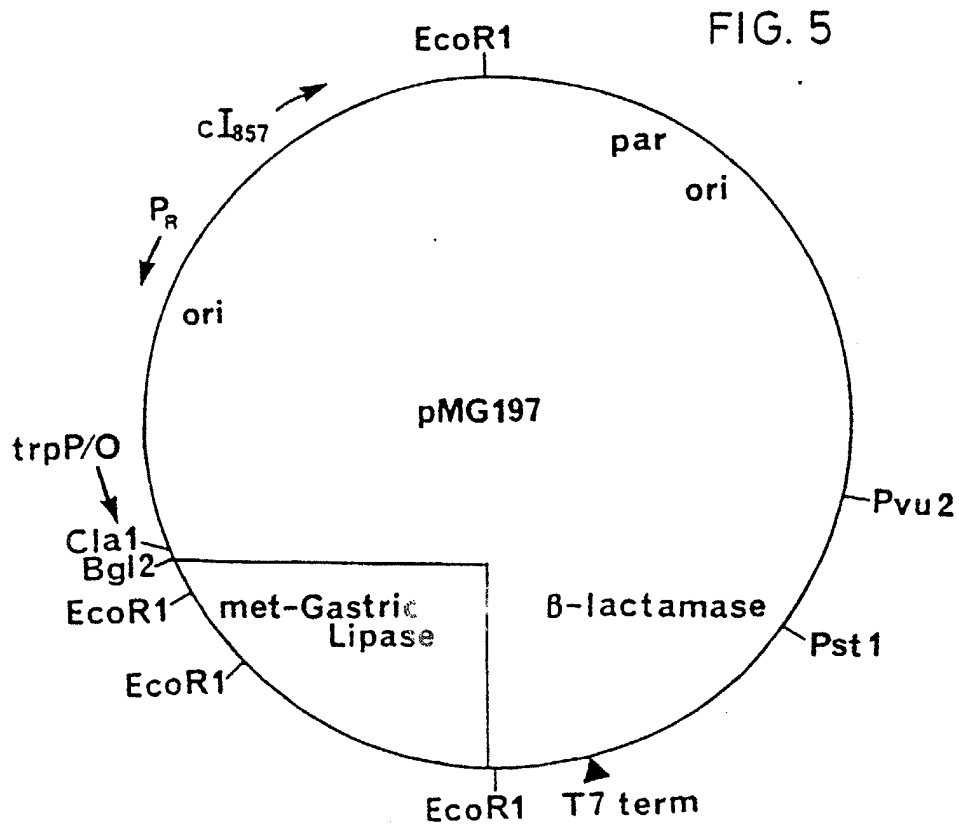 FIG. 5
EcoR1
cI857
par
ori
PR
ori
pMG197
trpP/O
Pvu2
Cla1
Bgl2
EcoR1
met-Gastric
Lipase
β-lactamase
Pst1
EcoR1
EcoR1
T7 term